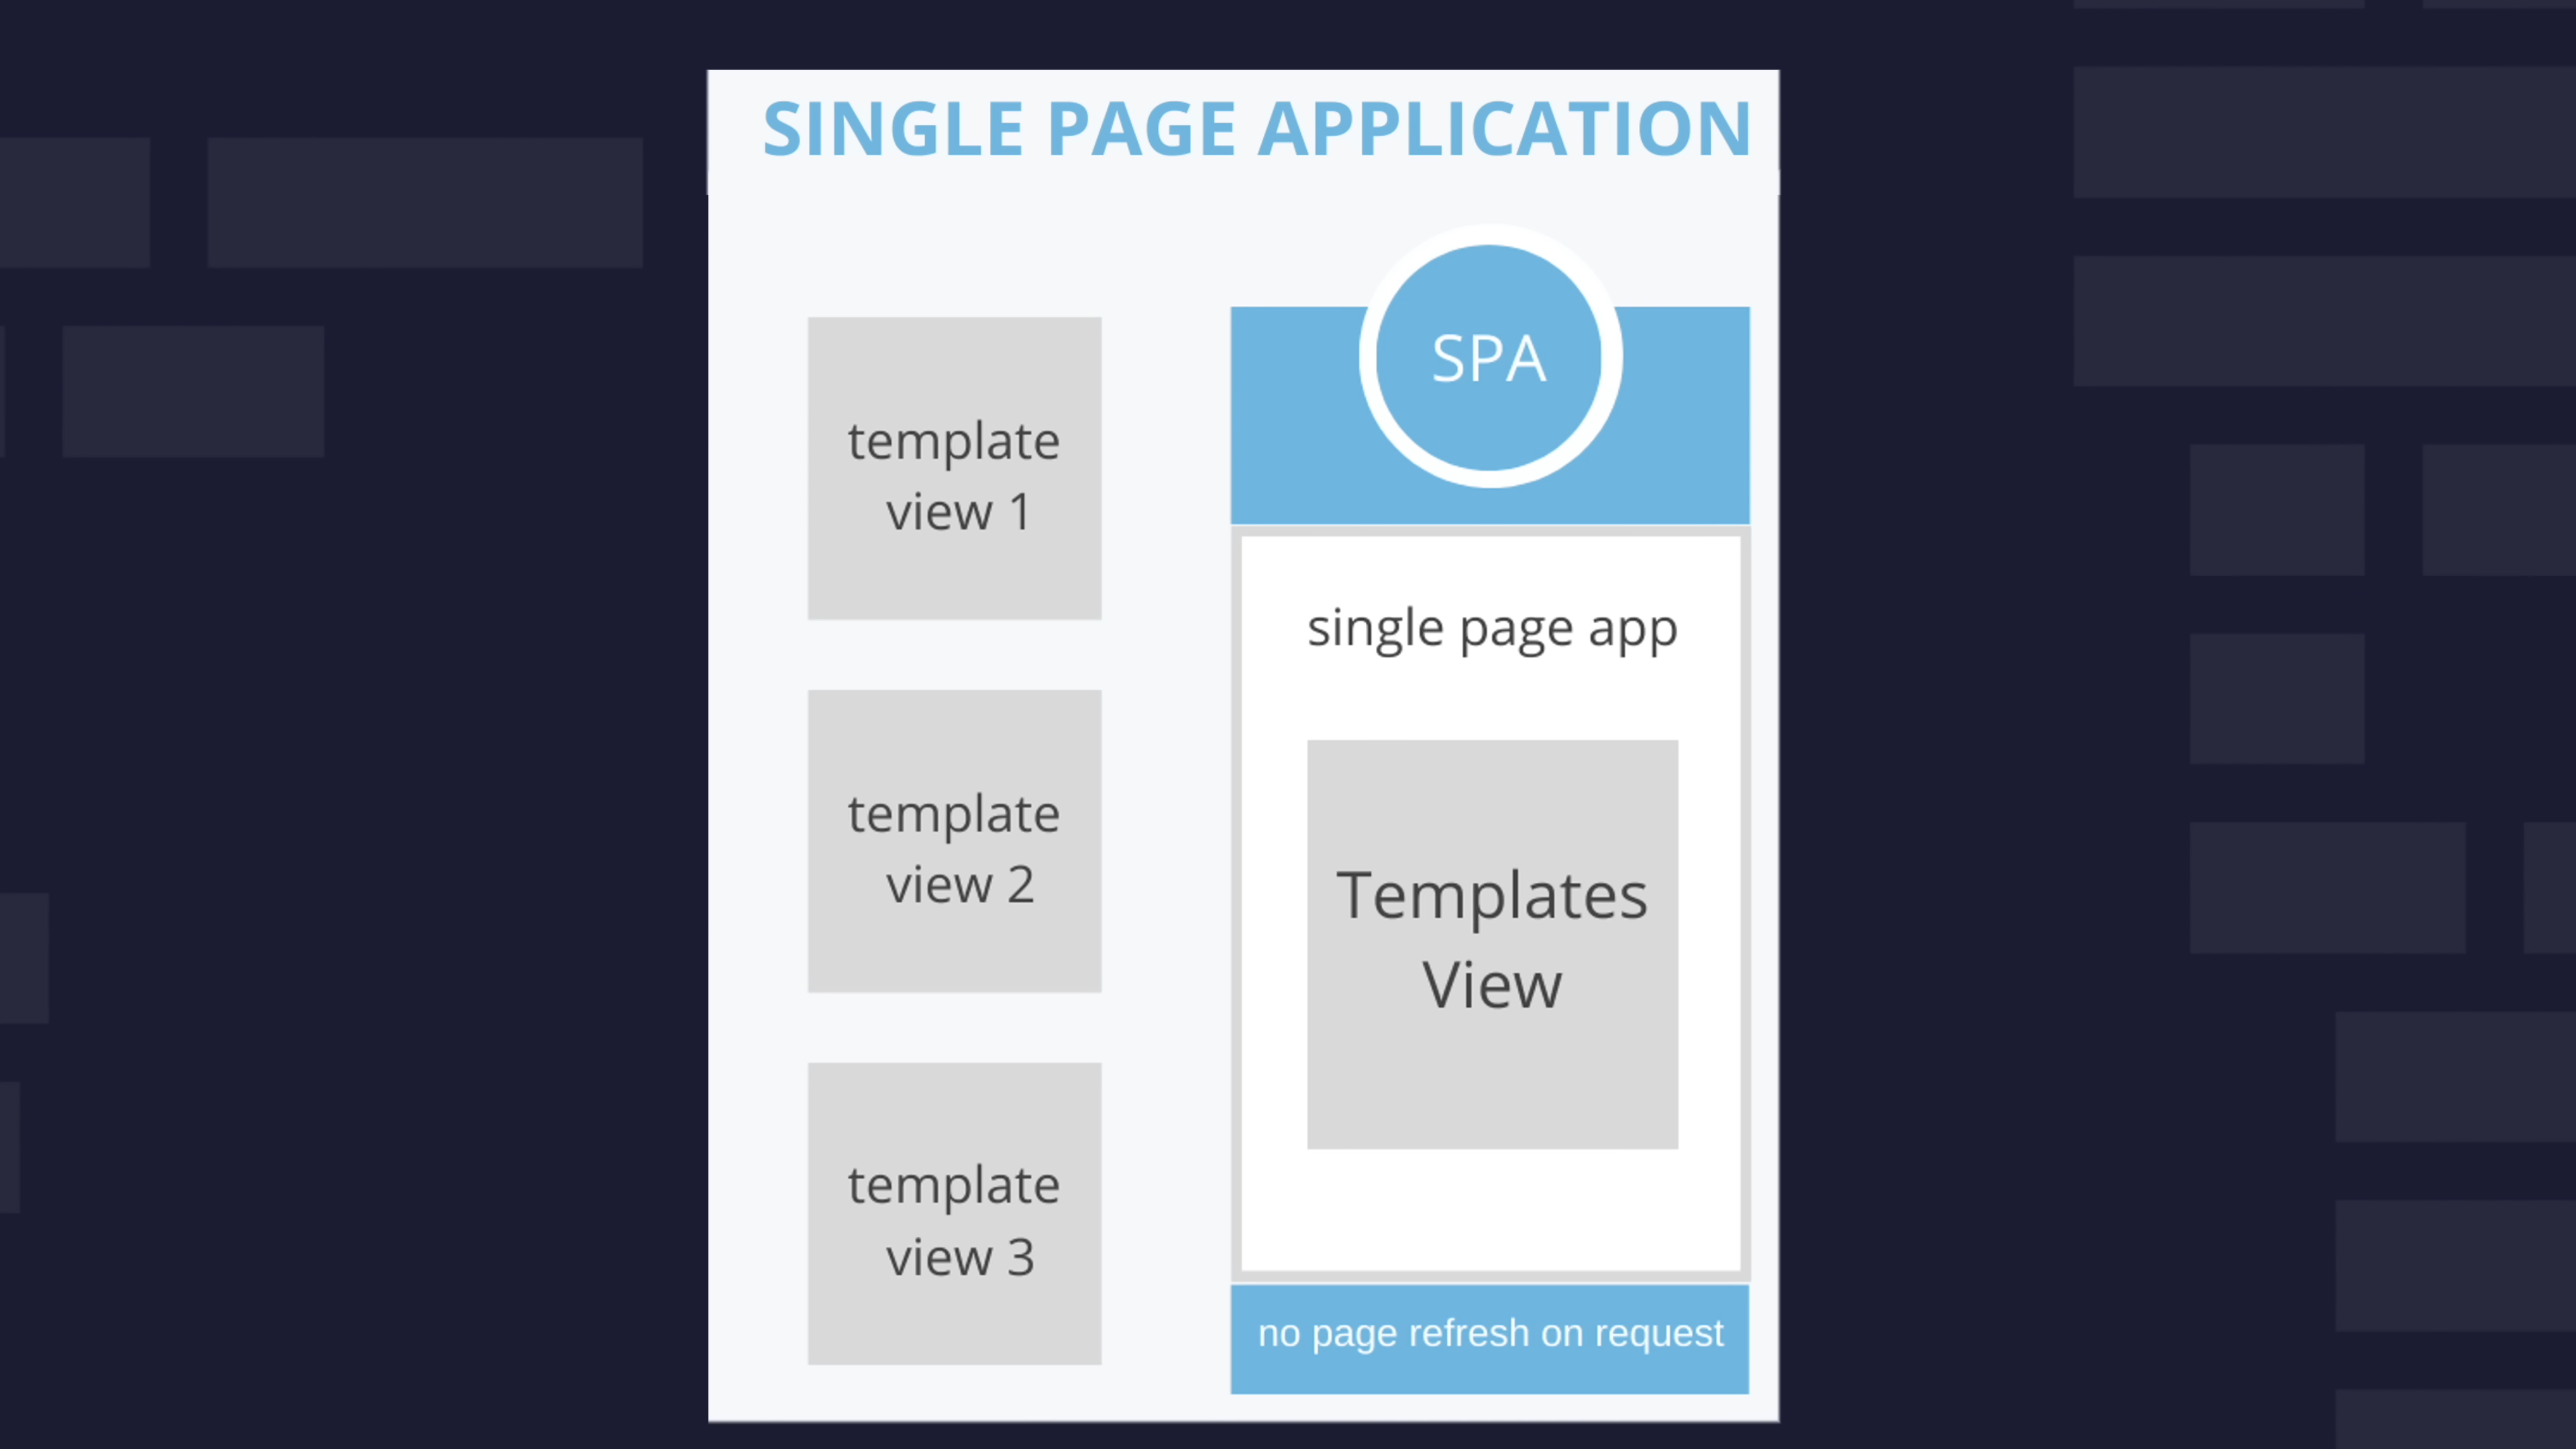 SINGLE PAGE APPLICATION
template
view 1
template
view 2
template
view 3
SPA
single page app
Templates
View
no page refresh on request